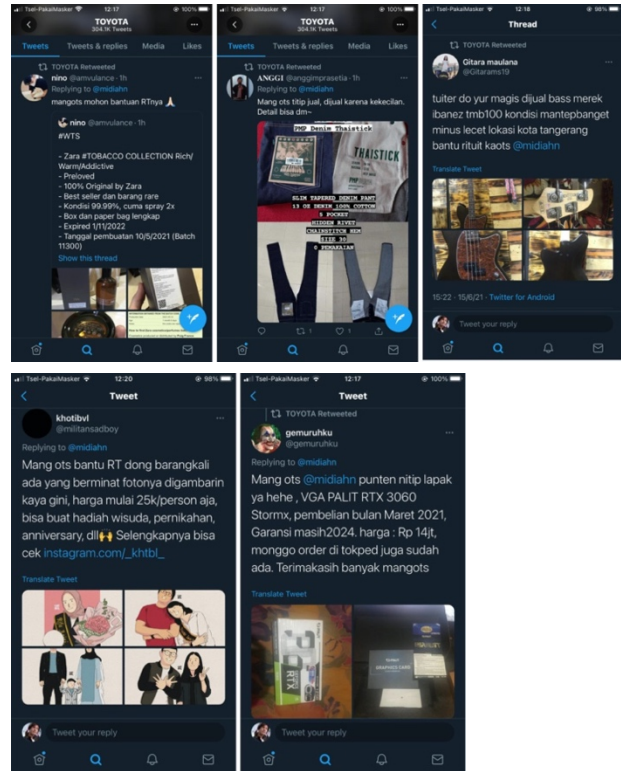 Tsel-PakaiMasker 12:17 100%
TOYOTA
304.1K Tweets
Tweets Tweets & replies Media Likes
TOYOTA Retweeted
nino @amvulance · 1h
Replying to @midiahn
mangots mohon bantuan RTnya 🙏
nino @amvulance · 1h
#WTS
- Zara #TOBACCO COLLECTION Rich/
Warm/Addictive
- Preloved
- 100% Original by Zara
- Best seller dan barang rare
- Kondisi 99.99%, cuma spray 2x
- Box dan paper bag lengkap
- Expired 1/11/2022
- Tanggal pembuatan 10/5/2021 (Batch
11300)
Show this thread
Tsel-PakaiMasker 12:17 100%
TOYOTA
304.1K Tweets
Tweets Tweets & replies Media Likes
TOYOTA Retweeted
ANGGI @anggimprasetia · 1h
Replying to @midiahn
Mang ots titip jual, dijual karena kekecilan.
Detail bisa dm~
PMP Denim Thaistick
THAISTICK
SLIM TAPERED DENIM PANT
13 OZ DENIM 100% COTTON
5 POCKET
HIDDEN RIVET
CHAINSTITCH HEM
SIZE 30
0 PEMAKAIAN
1 1
Tsel-PakaiMasker 12:18 98%
Thread
TOYOTA Retweeted
Gitara maulana
@Gitarams19
tuiter do yur magis dijual bass merek
ibanez tmb100 kondisi mantepbanget
minus lecet lokasi kota tangerang
bantu rituit kaots @midiahn
Translate Tweet
15:22 · 15/6/21 · Twitter for Android
Tweet your reply
Tsel-PakaiMasker 12:20 98%
Tweet
khotibvl
@militansadboy
Replying to @midiahn
Mang ots bantu RT dong barangkali
ada yang berminat fotonya digambarin
kaya gini, harga mulai 25k/person aja,
bisa buat hadiah wisuda, pernikahan,
anniversary, dll🙌 Selengkapnya bisa
cek instagram.com/_khtbl_
Translate Tweet
Tweet your reply
Tsel-PakaiMasker 12:17 100%
Tweet
TOYOTA Retweeted
gemuruhku
@gemuruhku
Replying to @midiahn
Mang ots @midiahn punten nitip lapak
ya hehe , VGA PALIT RTX 3060
Stormx, pembelian bulan Maret 2021,
Garansi masih2024. harga : Rp 14jt,
monggo order di tokped juga sudah
ada. Terimakasih banyak mangots
Translate Tweet
RTX
GRAPHICS CARD
Tweet your reply